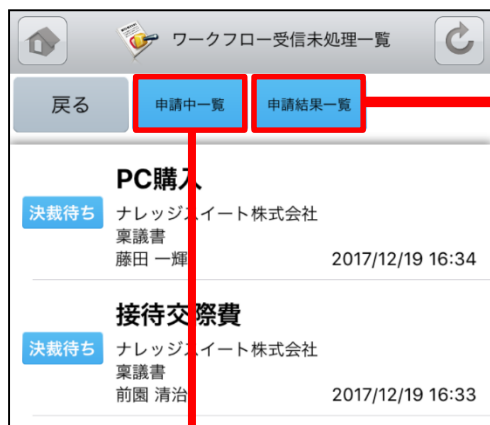 ワークフロー受信未処理一覧
戻る
申請中一覧
申請結果一覧
PC購入
決裁待ち
ナレッジスイート株式会社
稟議書
藤田 一輝
2017/12/19 16:34
接待交際費
決裁待ち
ナレッジスイート株式会社
稟議書
前園 清治
2017/12/19 16:33